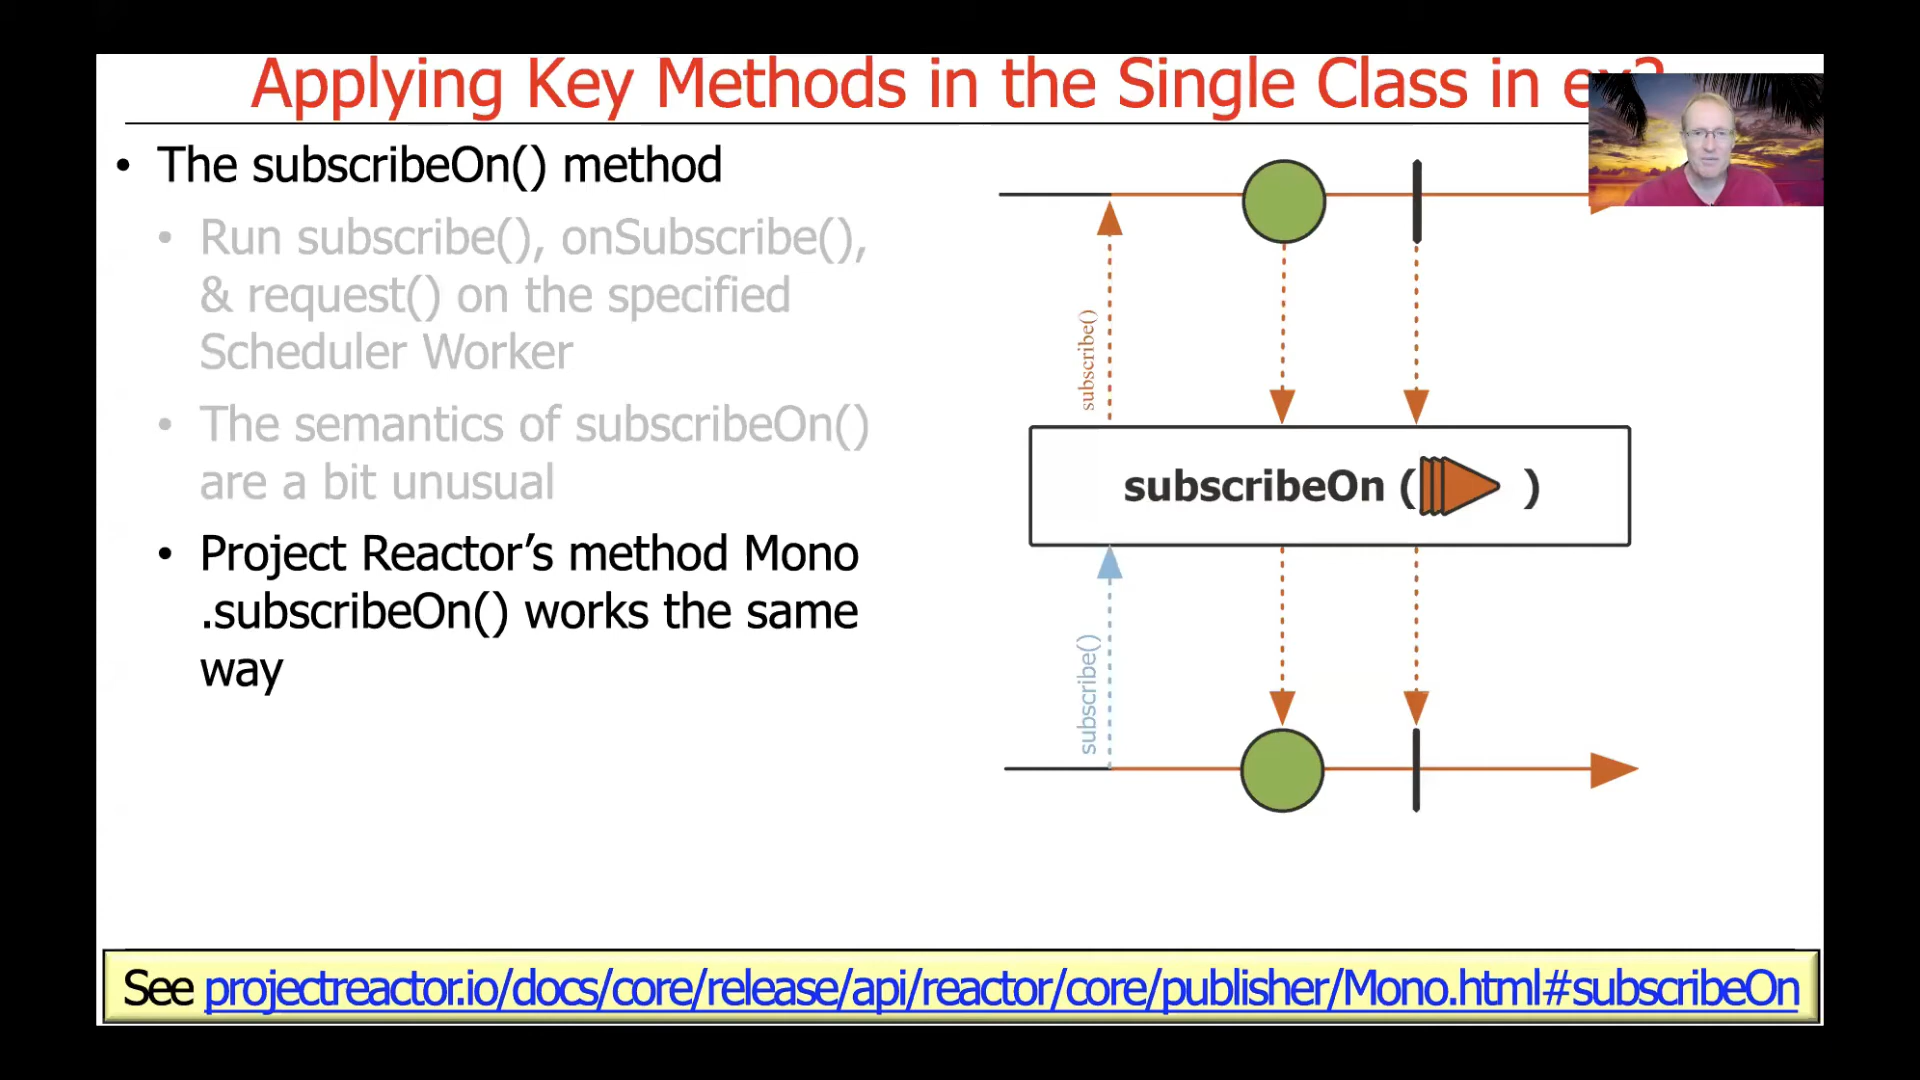 Applying Key Methods in the Single Class in
• The subscribeOn() method
• Run subscribe(), onSubscribe(),
& request() on the specified
Scheduler Worker
• The semantics of subscribeOn()
are a bit unusual
• Project Reactor’s method Mono
.subscribeOn() works the same
way
subscribe()
subscribeOn ( )
subscribe()
See projectreactor.io/docs/core/release/api/reactor/core/publisher/Mono.html#subscribeOn